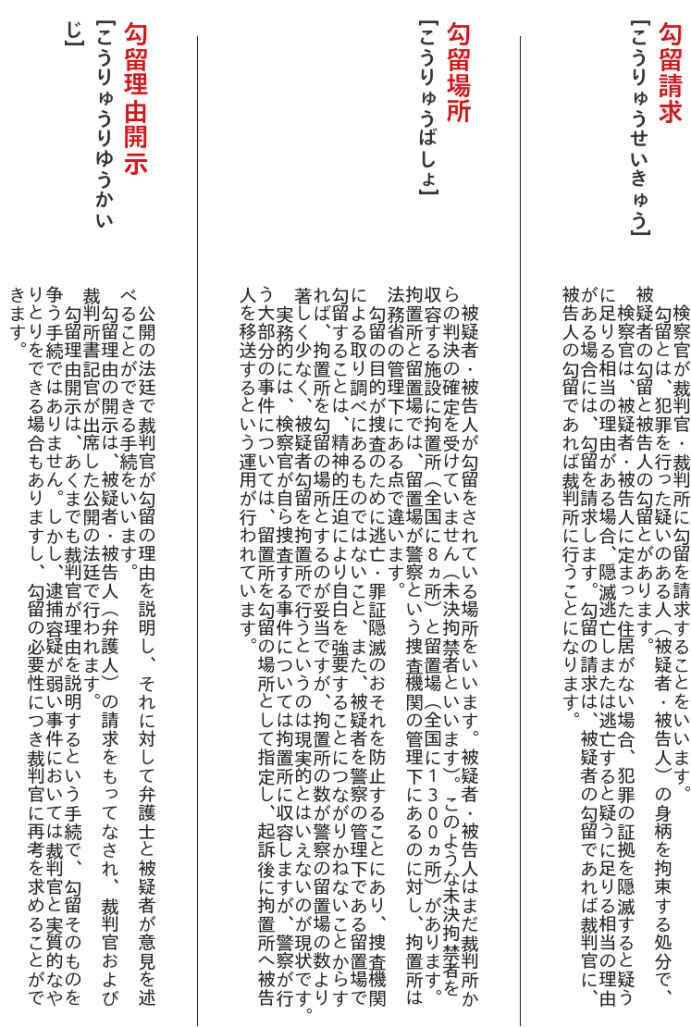 勾留請求
［こうりゅうせいきゅう］
検察官が裁判官・裁判所に勾留を請求することをいいます。
勾留とは、犯罪を行った疑いのある人（被疑者・被告人）の身柄を拘束する処分で、
被疑者の勾留と被告人の勾留とがあります。
検察官は、被疑者・被告人に定まった住居がない場合、犯罪の証拠を隠滅すると疑う
に足りる相当の理由がある場合、隠滅逃亡しまたは逃亡すると疑うに足りる相当の理由
がある場合には、勾留を請求します。勾留の請求は、被疑者の勾留であれば裁判官に、
被告人の勾留であれば裁判所に行うことになります。
勾留場所
［こうりゅうばしょ］
被疑者・被告人が勾留をされている場所をいいます。被疑者・被告人はまだ裁判所か
らの判決の確定を受けていません（未決拘禁者といいます）。このような未決拘禁者を
収容する施設に拘置所（全国に8ヵ所）と留置場（全国に1300ヵ所）があります。
拘置所と留置場では、留置場が警察という捜査機関の管理下にあるのに対し、拘置所は
法務省の管理下にある点で違います。
勾留の目的が捜査のために逃亡・罪証隠滅のおそれを防止することにあり、捜査機関
による取り調べにあるものではないこと、また、被疑者を警察の管理下である留置場で
勾留することは、精神的圧迫により自白を強要することにつながりかねないことからす
れば、拘置所を勾留の場所とするのが妥当ですが、拘置所の数が警察の留置場の数より
著しく少なく、被疑者勾留を拘置所で行うというのは現実的とはいえないのが現状です。
実務的には、検察官が自ら捜査する事件については拘置所に収容しますが、警察が行
う大部分の事件については、留置所を勾留の場所として指定し、起訴後に拘置所へ被告
人を移送するという運用が行われています。
勾留理由開示
［こうりゅうりゆうかい
じ］
公開の法廷で裁判官が勾留の理由を説明し、それに対して弁護士と被疑者が意見を述
べることができる手続をいいます。
勾留理由の開示は、被疑者・被告人（弁護人）の請求をもってなされ、裁判官および
裁判所書記官が出席した公開の法廷で行われます。
勾留理由開示は、あくまでも裁判官が理由を説明するという手続で、勾留そのものを
争う手続ではありません。しかし、逮捕容疑が弱い事件においては裁判官と実質的なや
りとりをできる場合もありますし、勾留の必要性につき裁判官に再考を求めることがで
きます。